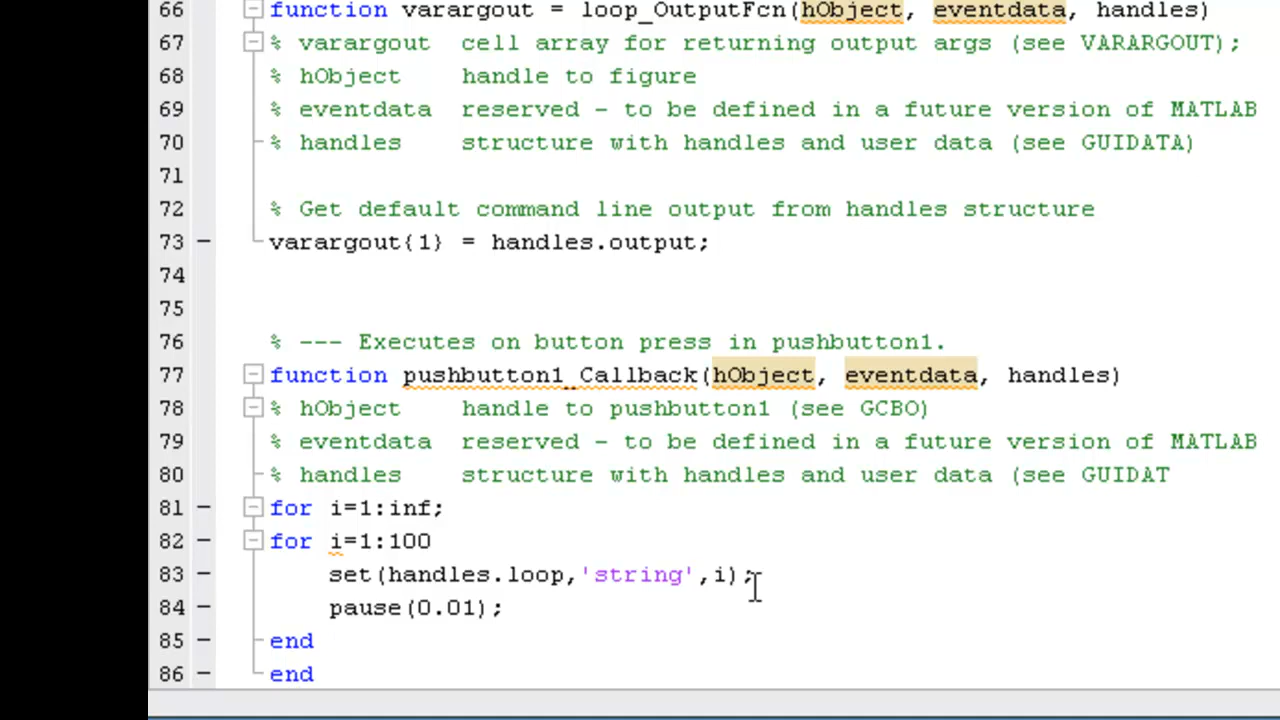 66 function varargout = loop_OutputFcn(hObject, eventdata, handles)
67 % varargout  cell array for returning output args (see VARARGOUT);
68 % hObject    handle to figure
69 % eventdata  reserved - to be defined in a future version of MATLAB
70 % handles    structure with handles and user data (see GUIDATA)
71
72 % Get default command line output from handles structure
73 varargout{1} = handles.output;
74
75
76 % --- Executes on button press in pushbutton1.
77 function pushbutton1_Callback(hObject, eventdata, handles)
78 % hObject    handle to pushbutton1 (see GCBO)
79 % eventdata  reserved - to be defined in a future version of MATLAB
80 % handles    structure with handles and user data (see GUIDAT
81 for i=1:inf;
82 for i=1:100
83     set(handles.loop,'string',i);
84     pause(0.01);
85 end
86 end